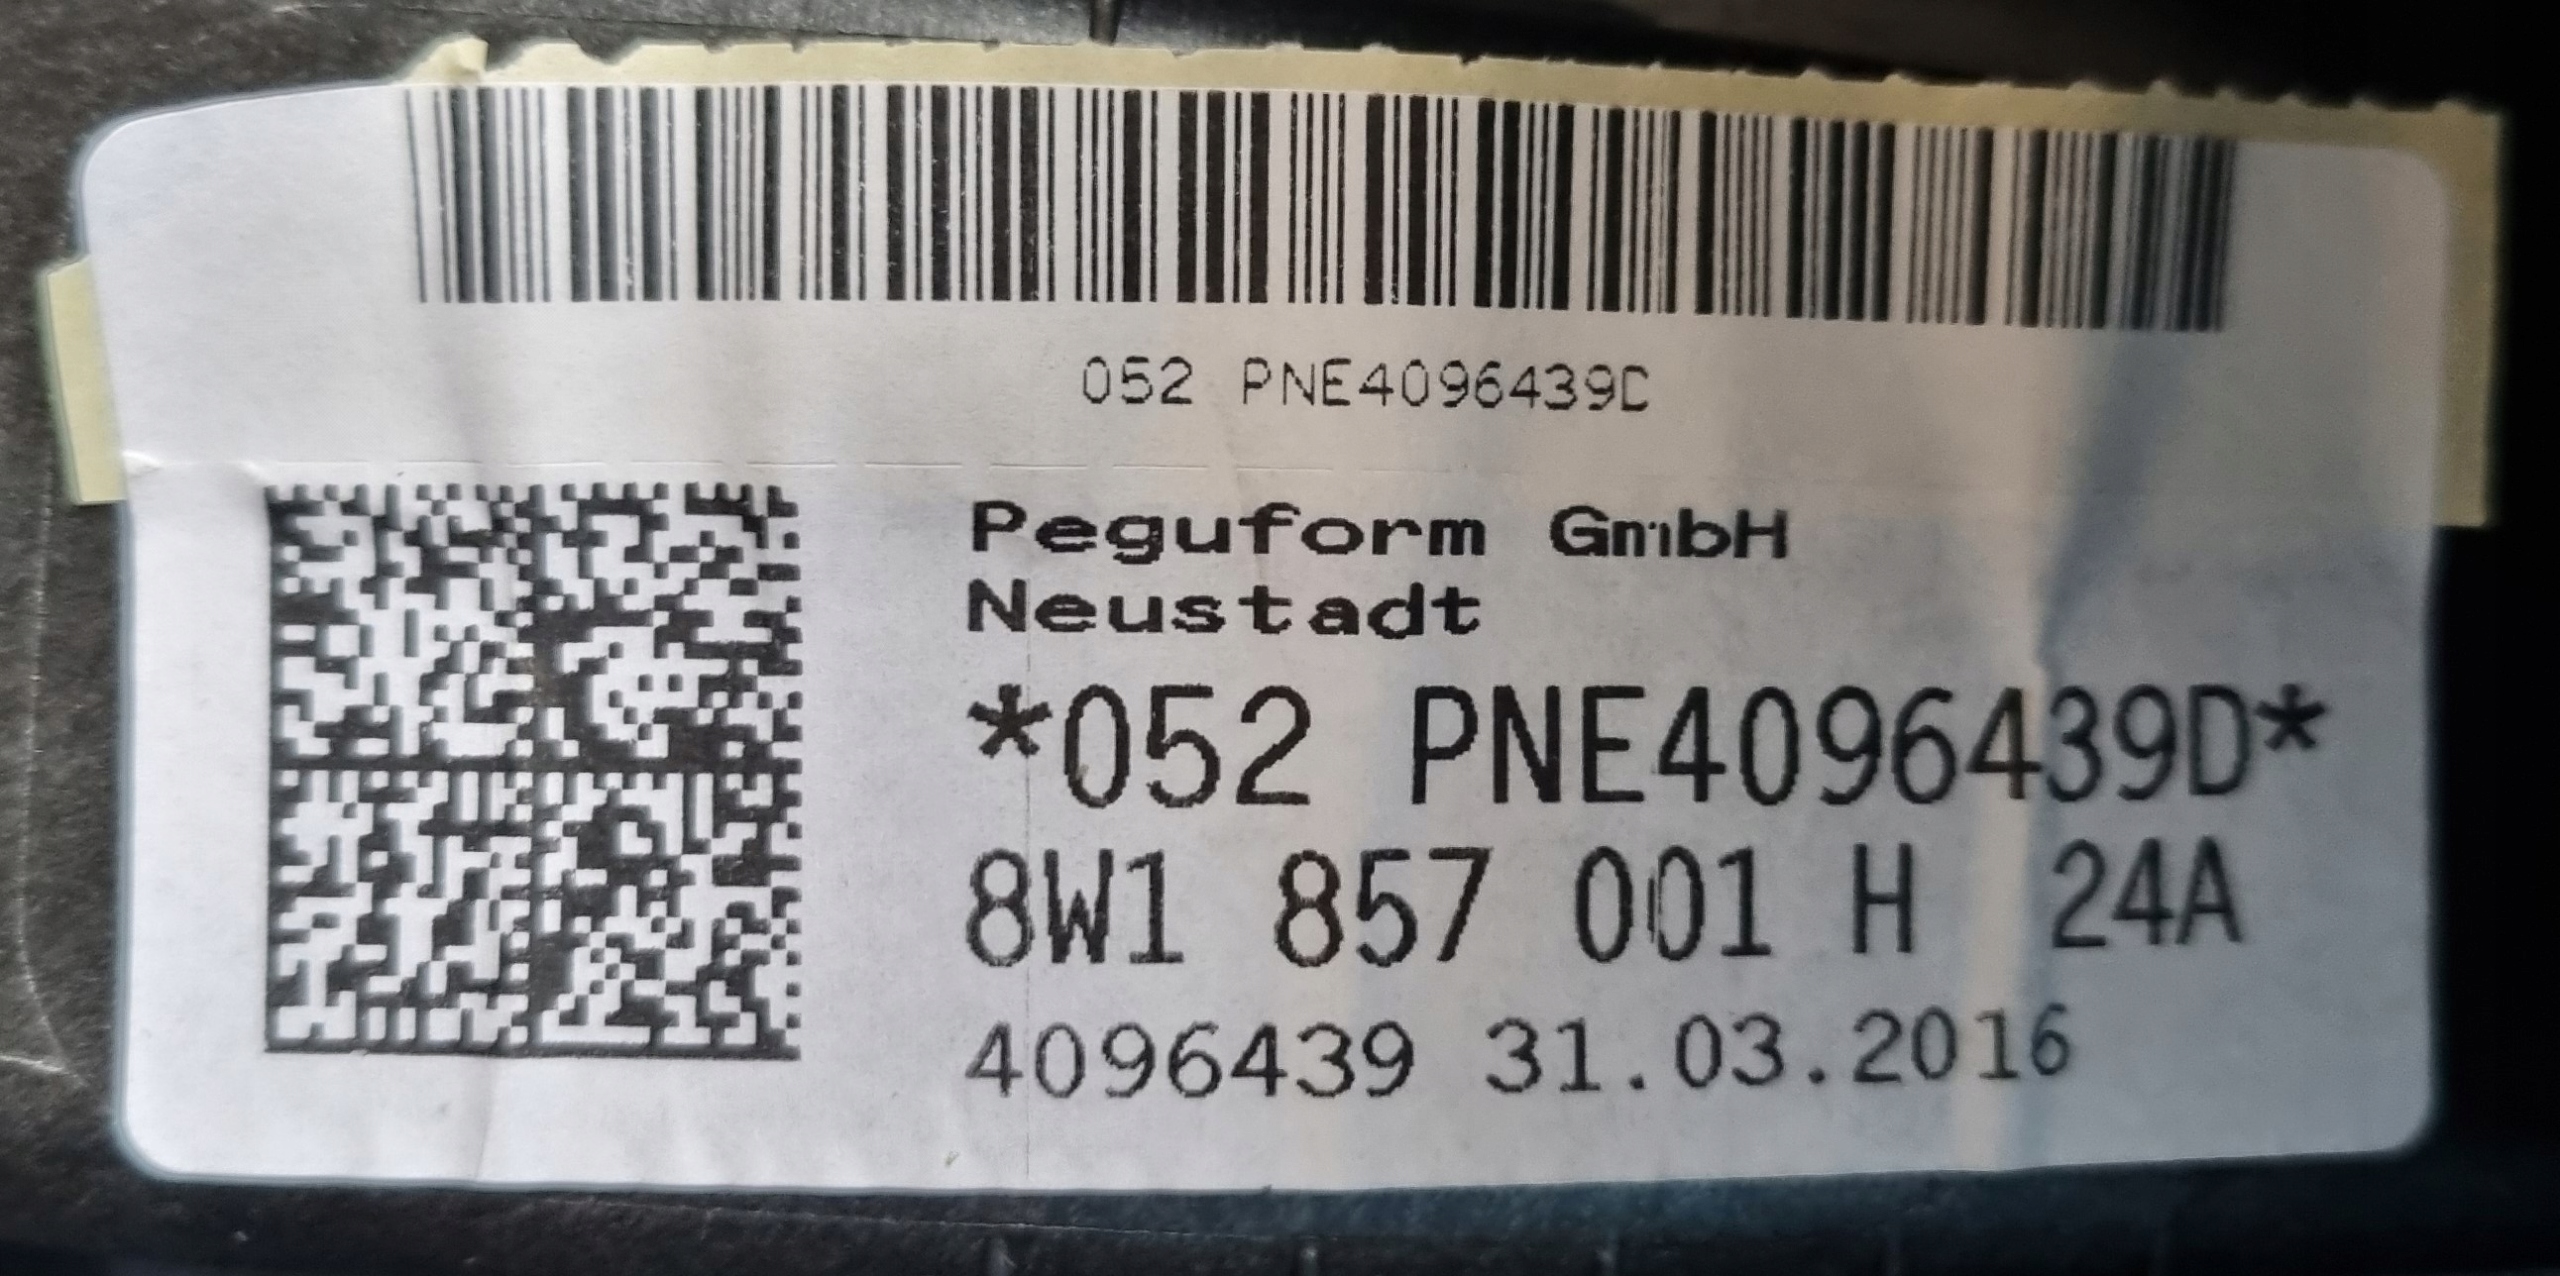 052 PNE4096439D
Peguform GmbH
Neustadt
*052 PNE4096439D*
8W1 857 001 H 24A
4096439 31.03.2016